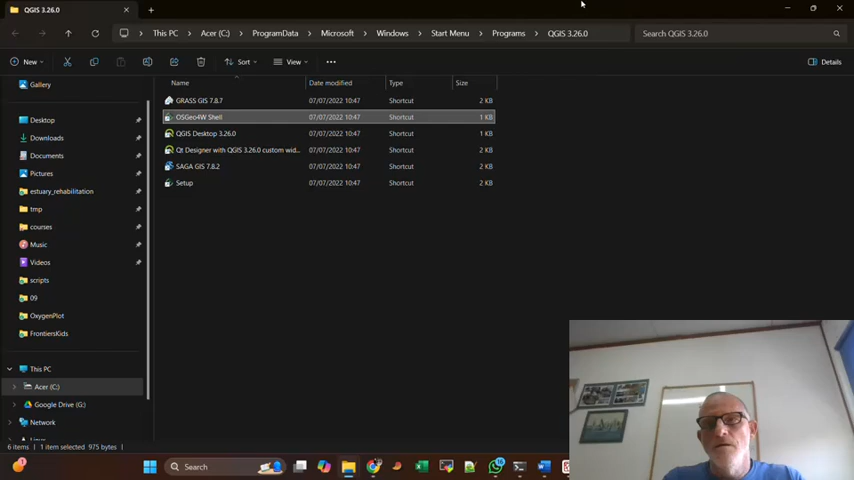 QGIS 3.26.0
This PC > Acer (C:) > ProgramData > Microsoft > Windows > Start Menu > Programs > QGIS 3.26.0
Search QGIS 3.26.0
New
Sort
View
Details
Name Date modified Type Size
Gallery
Desktop
Downloads
Documents
Pictures
estuary_rehabilitation
tmp
courses
Music
Videos
scripts
09
OxygenPlot
FrontiersKids
This PC
Acer (C:)
Google Drive (G:)
Network
Linux
GRASS GIS 7.8.7 07/07/2022 10:47 Shortcut 2 KB
OSGeo4W Shell 07/07/2022 10:47 Shortcut 1 KB
QGIS Desktop 3.26.0 07/07/2022 10:47 Shortcut 1 KB
Qt Designer with QGIS 3.26.0 custom wid... 07/07/2022 10:47 Shortcut 2 KB
SAGA GIS 7.8.2 07/07/2022 10:47 Shortcut 2 KB
Setup 07/07/2022 10:47 Shortcut 2 KB
6 items 1 item selected 975 bytes
Search